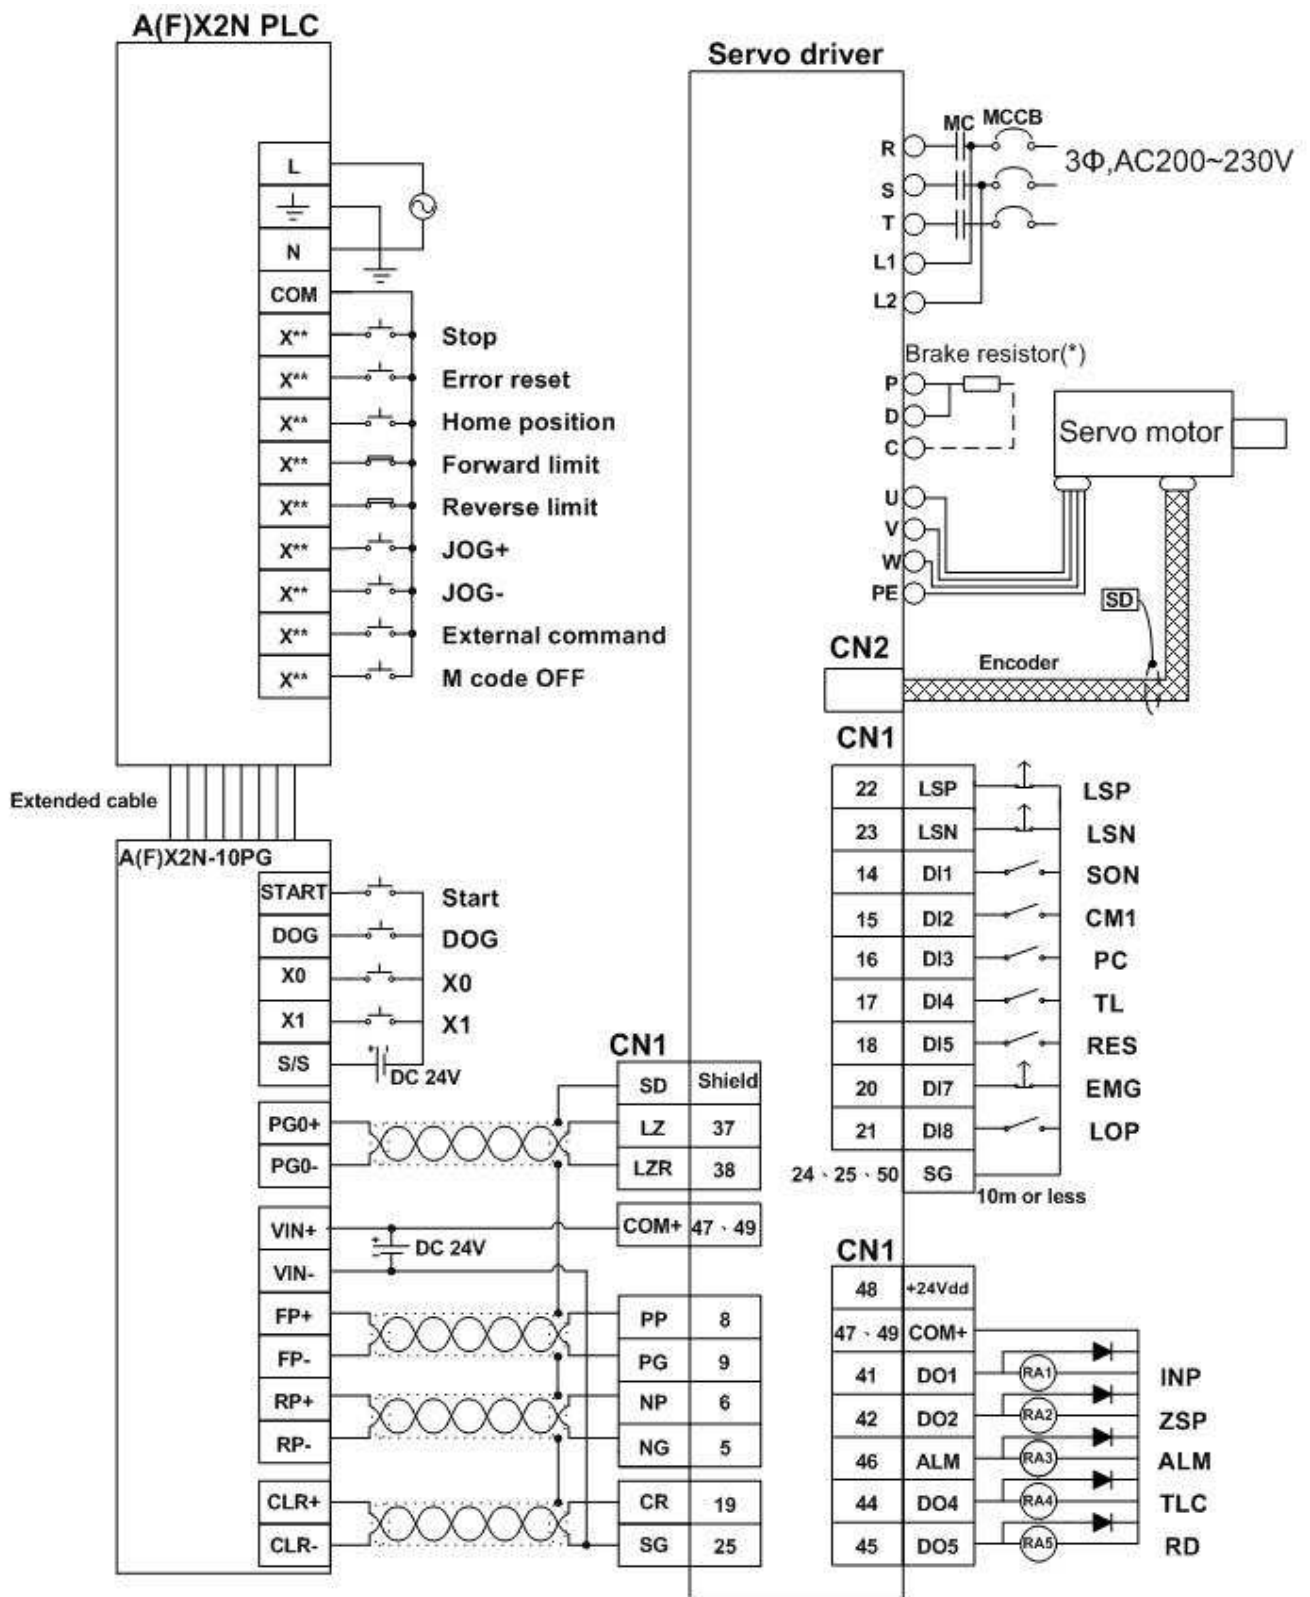 A(F)X2N PLC
L
N
COM
X** Stop
X** Error reset
X** Home position
X** Forward limit
X** Reverse limit
X** JOG+
X** JOG-
X** External command
X** M code OFF
Extended cable
A(F)X2N-10PG
START Start
DOG DOG
X0 X0
X1 X1
S/S + - DC 24V
PG0+
PG0-
VIN+
+ - DC 24V
VIN-
FP+
FP-
RP+
RP-
CLR+
CLR-
CN1
SD Shield
LZ 37
LZR 38
COM+ 47、49
PP 8
PG 9
NP 6
NG 5
CR 19
SG 25
Servo driver
MC MCCB
R
S
T
L1
L2
3Φ,AC200~230V
Brake resistor(*)
P
D
C
Servo motor
U
V
W
PE
SD
CN2
Encoder
CN1
22 LSP LSP
23 LSN LSN
14 DI1 SON
15 DI2 CM1
16 DI3 PC
17 DI4 TL
18 DI5 RES
20 DI7 EMG
21 DI8 LOP
24、25、50 SG
10m or less
CN1
48 +24Vdd
47、49 COM+
41 DO1 RA1 INP
42 DO2 RA2 ZSP
46 ALM RA3 ALM
44 DO4 RA4 TLC
45 DO5 RA5 RD